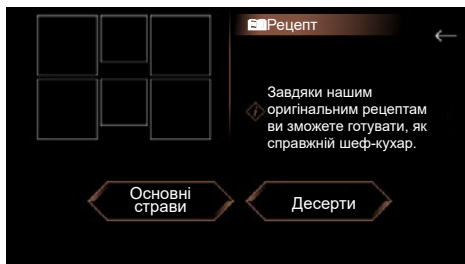 Рецепт
Завдяки нашим
оригінальним рецептам
ви зможете готувати, як
справжній шеф-кухар.
Основні
страви
Десерти